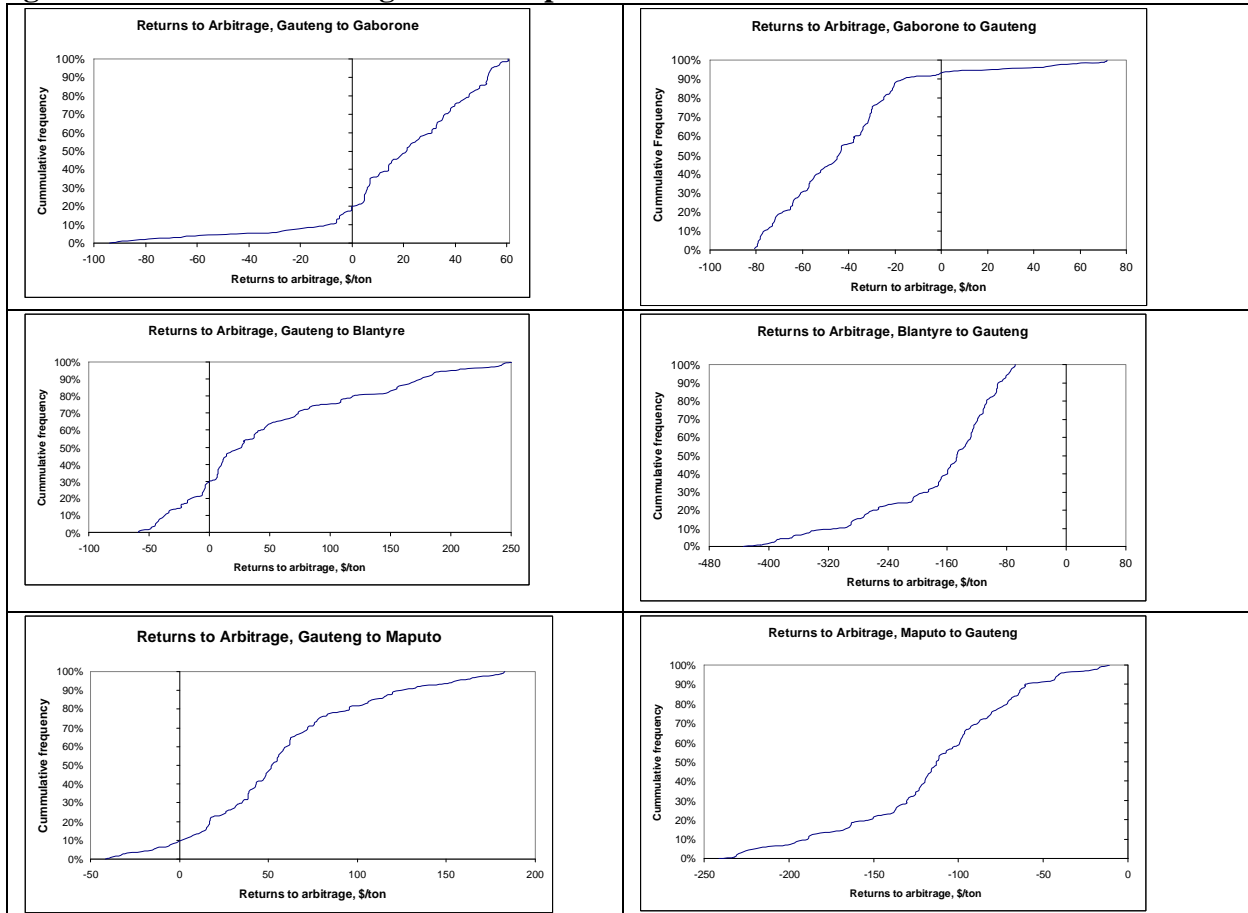 Returns to Arbitrage, Gauteng to Gaborone
Cummulative frequency
100%
90%
80%
70%
60%
50%
40%
30%
20%
10%
0%
-100 -80 -60 -40 -20 0 20 40 60
Returns to arbitrage, $/ton
Returns to Arbitrage, Gaborone to Gauteng
Cummulative Frequency
100%
90%
80%
70%
60%
50%
40%
30%
20%
10%
0%
-100 -80 -60 -40 -20 0 20 40 60 80
Return to arbitrage, $/ton
Returns to Arbitrage, Gauteng to Blantyre
Cummulative frequency
100%
90%
80%
70%
60%
50%
40%
30%
20%
10%
0%
-100 -50 0 50 100 150 200 250
Returns to arbitrage, $/ton
Returns to Arbitrage, Blantyre to Gauteng
Cummulative frequency
100%
90%
80%
70%
60%
50%
40%
30%
20%
10%
0%
-480 -400 -320 -240 -160 -80 0 80
Returns to arbitrage, $/ton
Returns to Arbitrage, Gauteng to Maputo
Cummulative frequency
100%
90%
80%
70%
60%
50%
40%
30%
20%
10%
0%
-50 0 50 100 150 200
Returns to arbitrage, $/ton
Returns to Arbitrage, Maputo to Gauteng
Cummulative frequency
100%
90%
80%
70%
60%
50%
40%
30%
20%
10%
0%
-250 -200 -150 -100 -50 0
Returns to arbitrage, $/ton